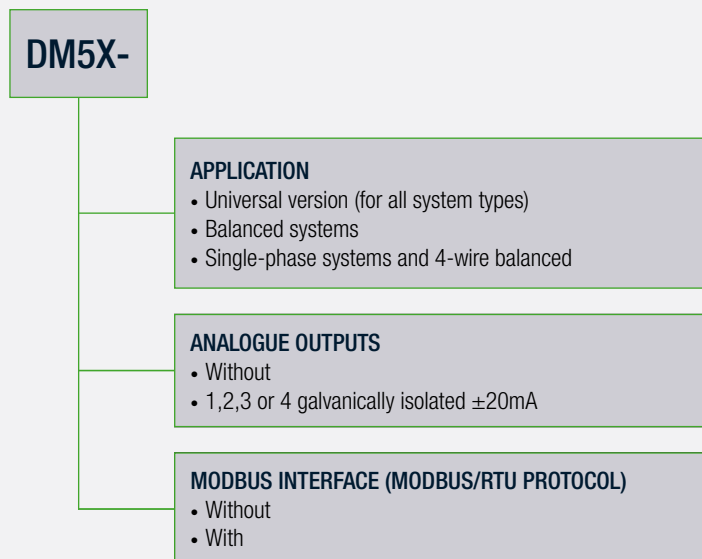 DM5X-
APPLICATION
• Universal version (for all system types)
• Balanced systems
• Single-phase systems and 4-wire balanced
ANALOGUE OUTPUTS
• Without
• 1,2,3 or 4 galvanically isolated ±20mA
MODBUS INTERFACE (MODBUS/RTU PROTOCOL)
• Without
• With